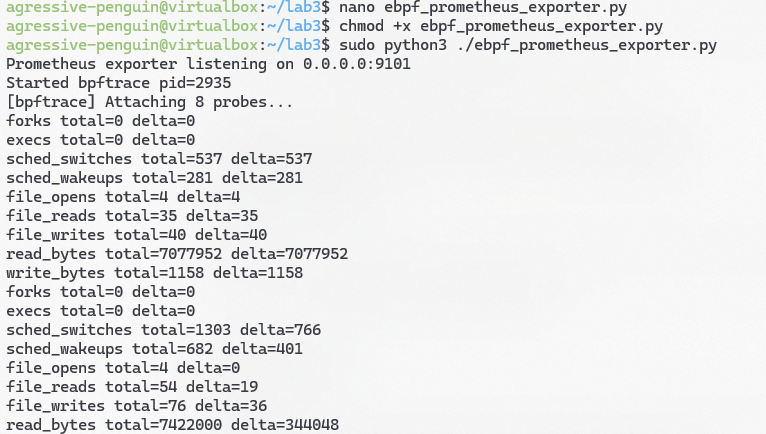 agressive-penguin@virtualbox:~/lab3$ nano ebpf_prometheus_exporter.py
agressive-penguin@virtualbox:~/lab3$ chmod +x ebpf_prometheus_exporter.py
agressive-penguin@virtualbox:~/lab3$ sudo python3 ./ebpf_prometheus_exporter.py
Prometheus exporter listening on 0.0.0.0:9101
Started bpftrace pid=2935
[bpftrace] Attaching 8 probes...
forks total=0 delta=0
execs total=0 delta=0
sched_switches total=537 delta=537
sched_wakeups total=281 delta=281
file_opens total=4 delta=4
file_reads total=35 delta=35
file_writes total=40 delta=40
read_bytes total=7077952 delta=7077952
write_bytes total=1158 delta=1158
forks total=0 delta=0
execs total=0 delta=0
sched_switches total=1303 delta=766
sched_wakeups total=682 delta=401
file_opens total=4 delta=0
file_reads total=54 delta=19
file_writes total=76 delta=36
read_bytes total=7422000 delta=344048